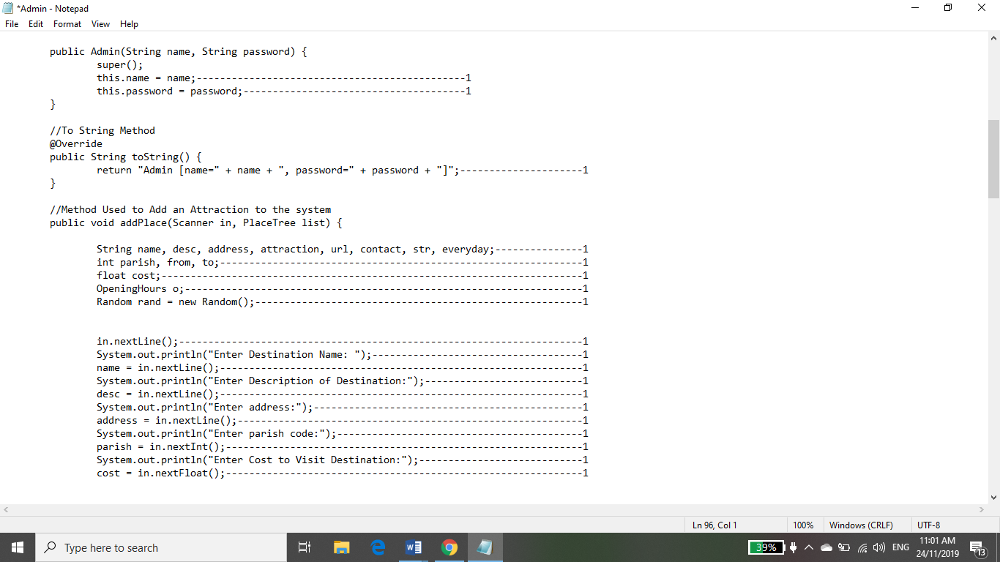 *Admin - Notepad
File Edit Format View Help
public Admin(String name, String password) {
super();
this.name = name;----------------------------------------------1
this.password = password;--------------------------------------1
}
//To String Method
@Override
public String toString() {
return "Admin [name=" + name + ", password=" + password + "]";---------------------1
}
//Method Used to Add an Attraction to the system
public void addPlace(Scanner in, PlaceTree list) {
String name, desc, address, attraction, url, contact, str, everyday;---------------1
int parish, from, to;--------------------------------------------------------------1
float cost;------------------------------------------------------------------------1
OpeningHours o;--------------------------------------------------------------------1
Random rand = new Random();--------------------------------------------------------1
in.nextLine();---------------------------------------------------------------------1
System.out.println("Enter Destination Name: ");------------------------------------1
name = in.nextLine();--------------------------------------------------------------1
System.out.println("Enter Description of Destination:");---------------------------1
desc = in.nextLine();--------------------------------------------------------------1
System.out.println("Enter address:");----------------------------------------------1
address = in.nextLine();-----------------------------------------------------------1
System.out.println("Enter parish code:");------------------------------------------1
parish = in.nextInt();-------------------------------------------------------------1
System.out.println("Enter Cost to Visit Destination:");----------------------------1
cost = in.nextFloat();-------------------------------------------------------------1
Ln 96, Col 1 100% Windows (CRLF) UTF-8
Type here to search
W
39%
ENG
11:01 AM
24/11/2019
13